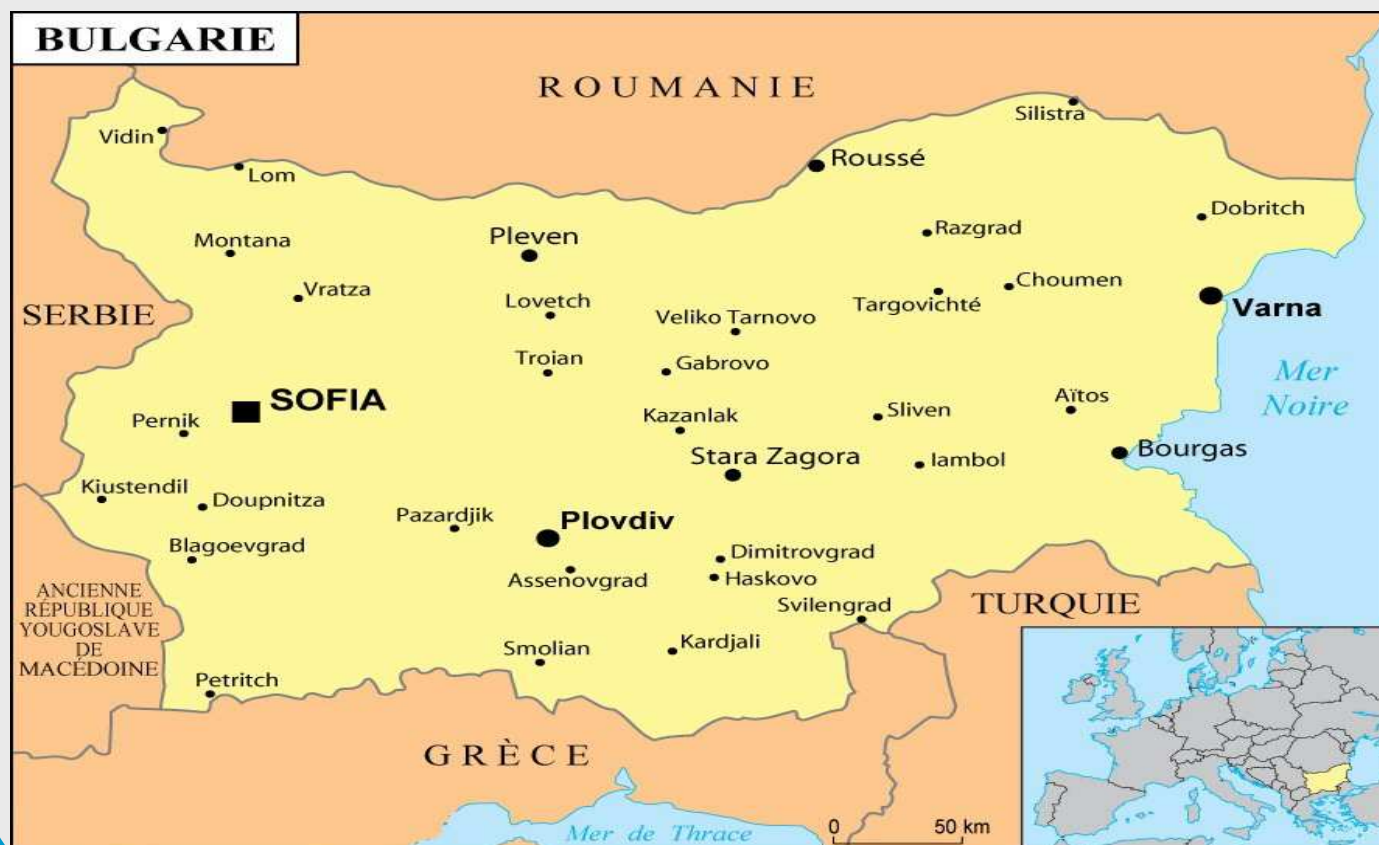 BULGARIE
ROUMANIE
Silistra
Vidin
Roussé
Lom
Dobritch
Razgrad
Montana
Pleven
Choumen
Vratza
Lovetch
Targovichté
SERBIE
Veliko Tarnovo
Varna
Troian
Gabrovo
Mer
Noire
SOFIA
Aïtos
Pernik
Kazanlak
Sliven
Bourgas
Stara Zagora
Iambol
Kiustendil
Doupnitza
Pazardjik
Plovdiv
Blagoevgrad
Dimitrovgrad
Assenovgrad
Haskovo
ANCIENNE
RÉPUBLIQUE
YOUGOSLAVE
DE
MACÉDOINE
Svilengrad
TURQUIE
Smolian
Kardjali
Petritch
GRÈCE
Mer de Thrace
0 50 km